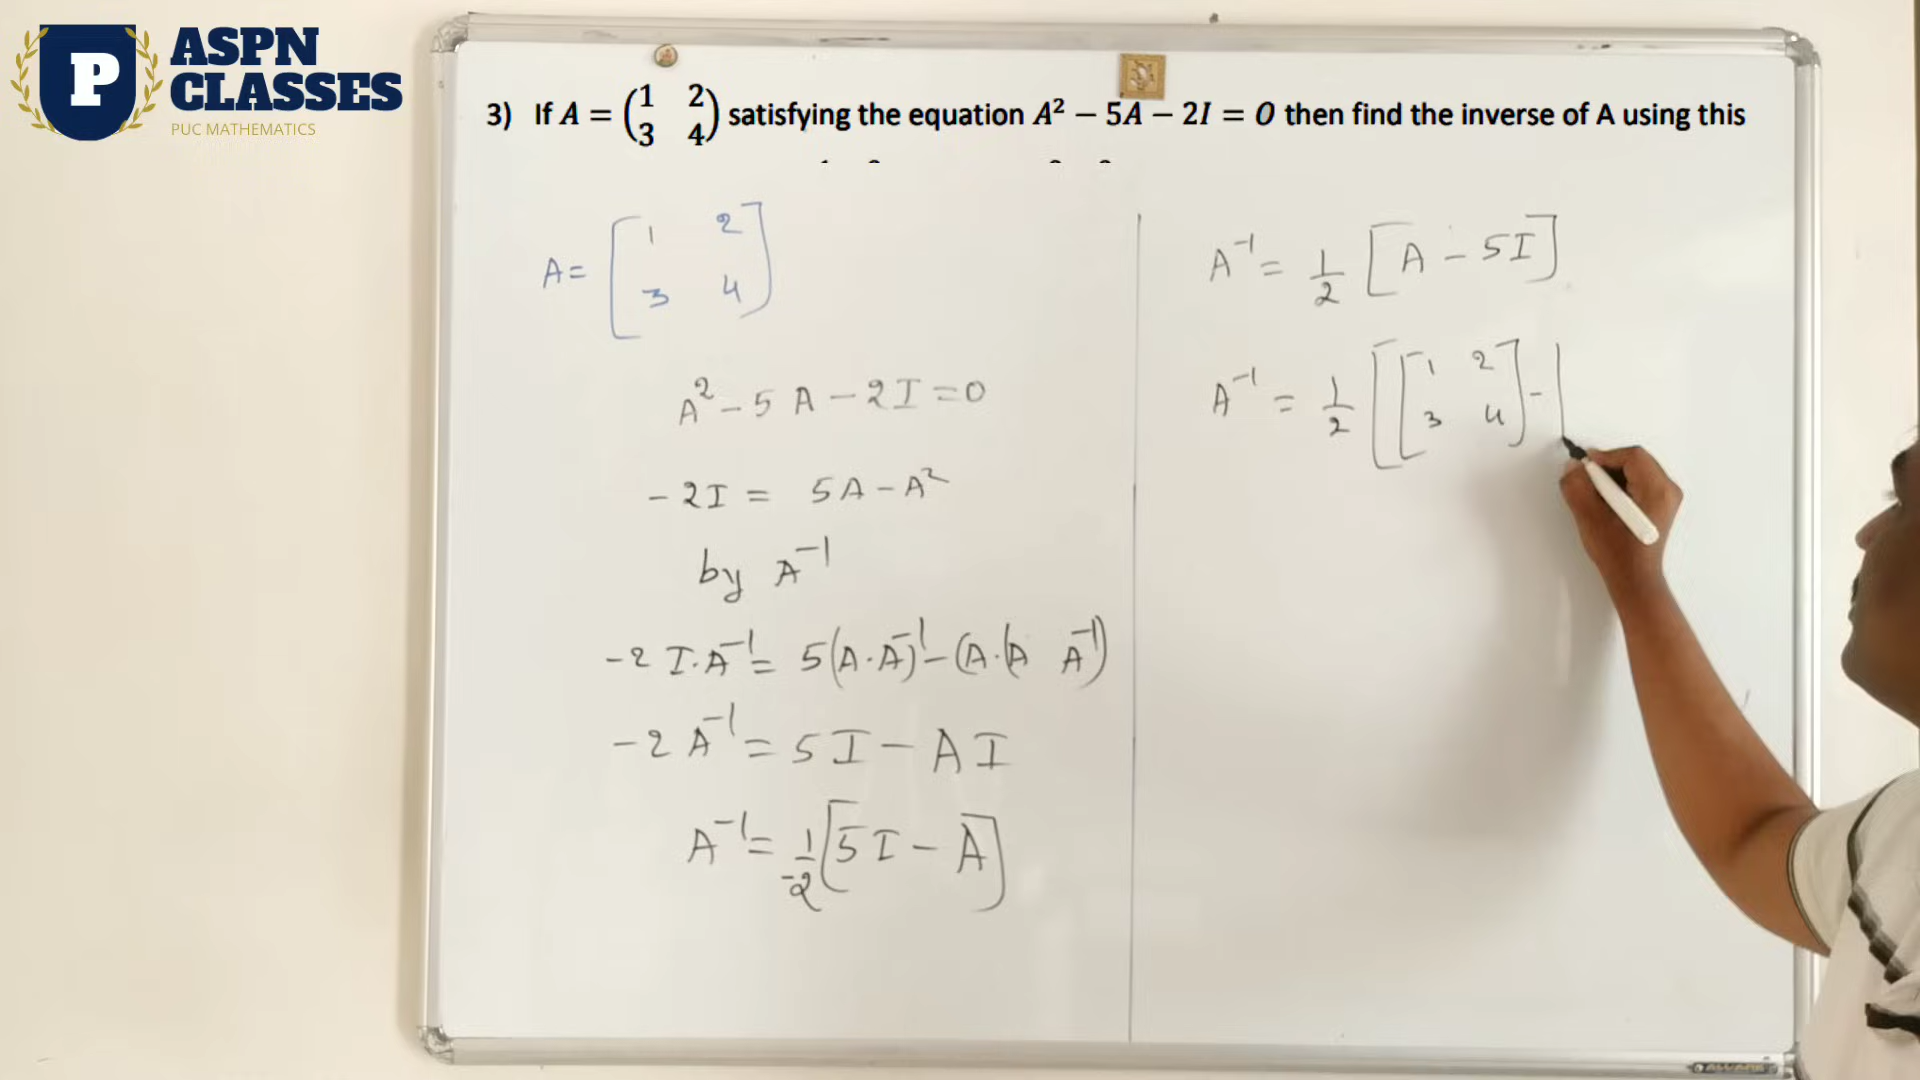 P
ASPN
CLASSES
PUC MATHEMATICS
3) If A = (1 2
3 4) satisfying the equation A² − 5A − 2I = O then find the inverse of A using this
A = [1 2
3 4]
A² − 5A − 2I = 0
−2I = 5A − A²
by A⁻¹
−2 I·A⁻¹ = 5(A·A)⁻¹ − (A·(A A⁻¹)
−2 A⁻¹ = 5I − AI
A⁻¹ = 1/-2 [5I − A]
A⁻¹ = 1/2 [A − 5I]
A⁻¹ = 1/2 [[1 2
3 4] −